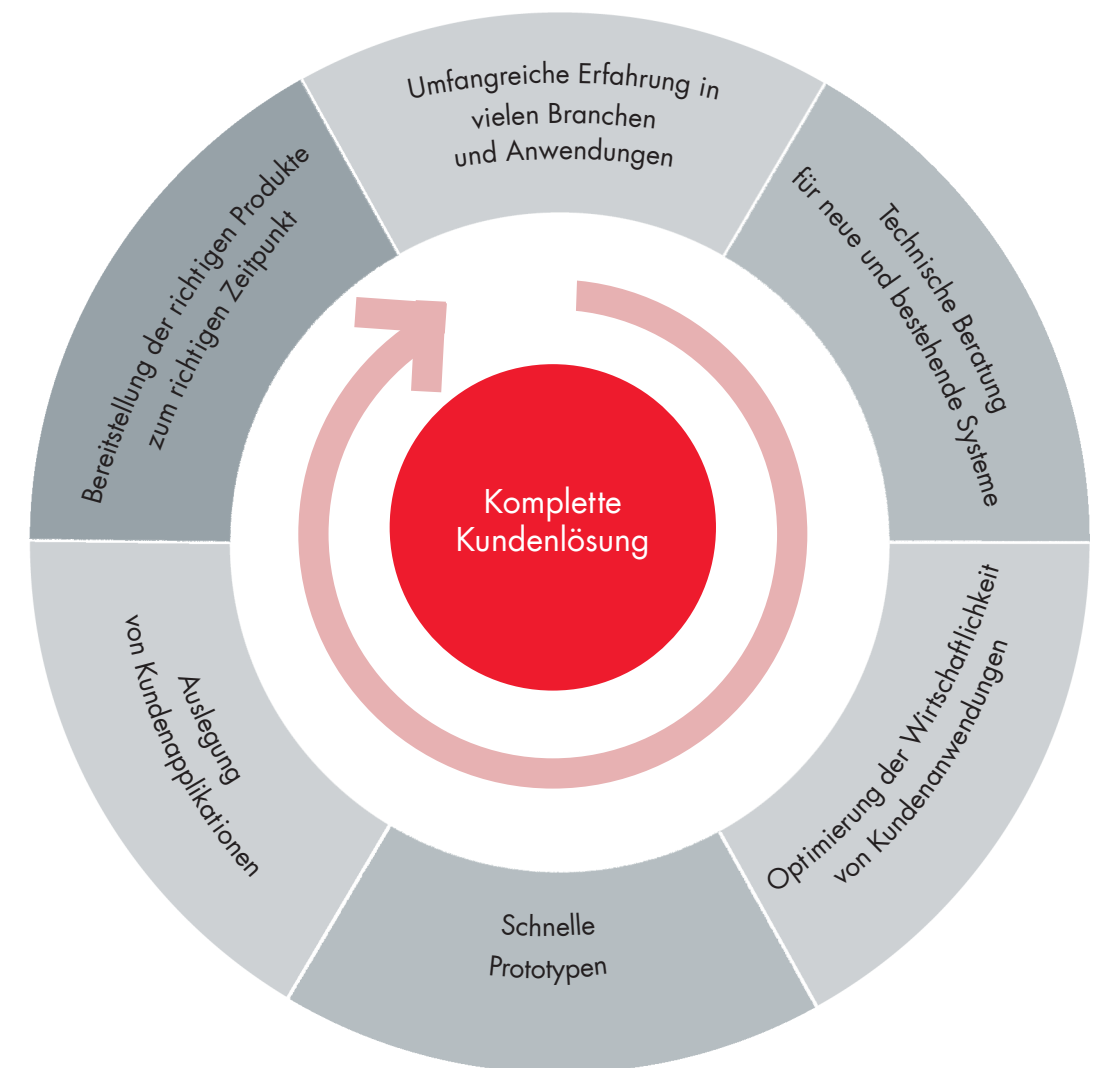 Umfangreiche Erfahrung in
vielen Branchen
und Anwendungen
Technische Beratung
für neue und bestehende Systeme
Optimierung der Wirtschaftlichkeit
von Kundenanwendungen
Schnelle
Prototypen
Auslegung
von Kundenapplikationen
Bereitstellung der richtigen Produkte
zum richtigen Zeitpunkt
Komplette
Kundenlösung